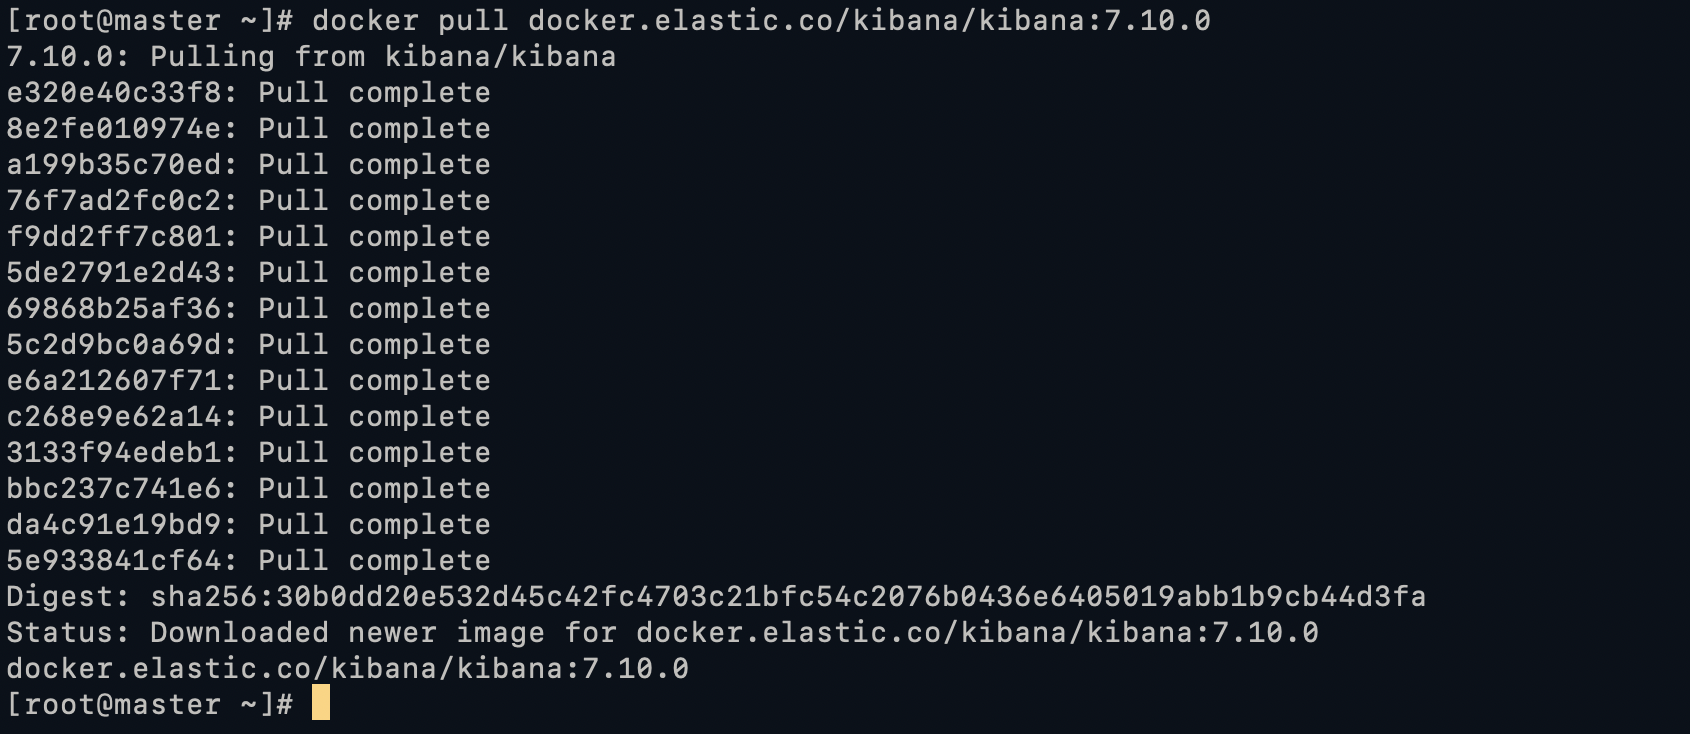 [root@master ~]# docker pull docker.elastic.co/kibana/kibana:7.10.0
7.10.0: Pulling from kibana/kibana
e320e40c33f8: Pull complete
8e2fe010974e: Pull complete
a199b35c70ed: Pull complete
76f7ad2fc0c2: Pull complete
f9dd2ff7c801: Pull complete
5de2791e2d43: Pull complete
69868b25af36: Pull complete
5c2d9bc0a69d: Pull complete
e6a212607f71: Pull complete
c268e9e62a14: Pull complete
3133f94edeb1: Pull complete
bbc237c741e6: Pull complete
da4c91e19bd9: Pull complete
5e933841cf64: Pull complete
Digest: sha256:30b0dd20e532d45c42fc4703c21bfc54c2076b0436e6405019abb1b9cb44d3fa
Status: Downloaded newer image for docker.elastic.co/kibana/kibana:7.10.0
docker.elastic.co/kibana/kibana:7.10.0
[root@master ~]#